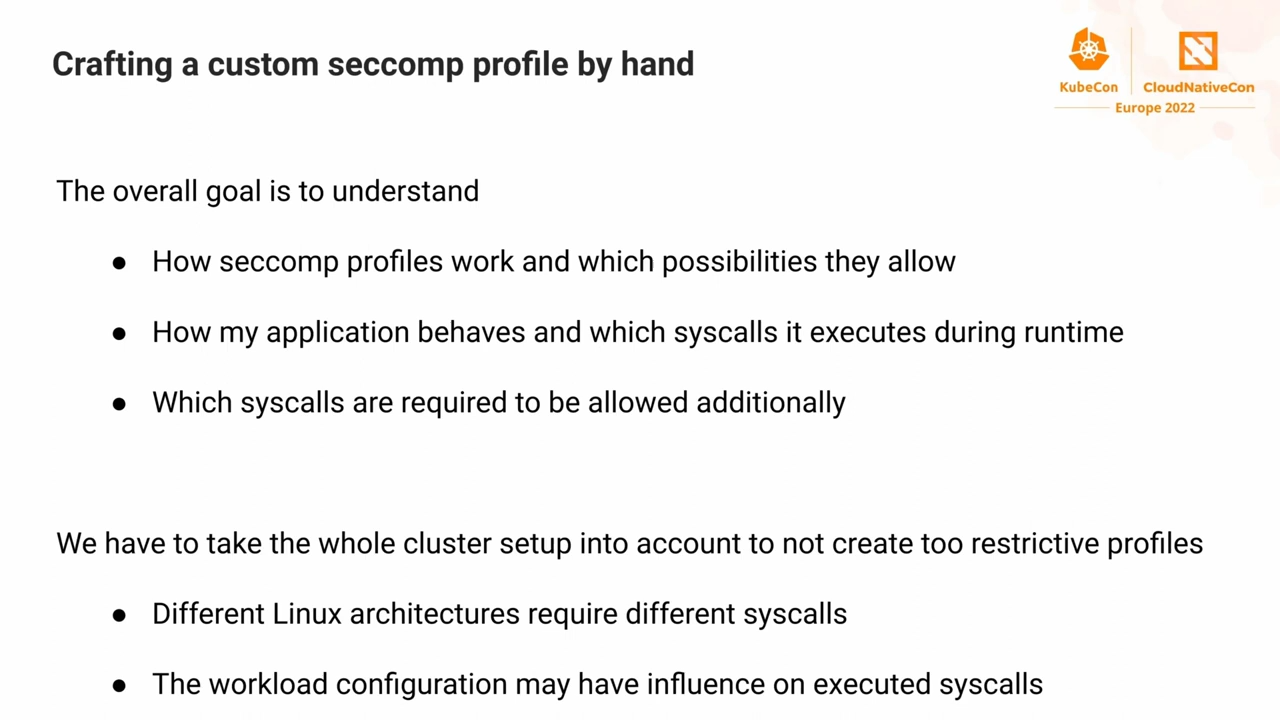 Crafting a custom seccomp profile by hand
KubeCon
CloudNativeCon
Europe 2022
The overall goal is to understand
● How seccomp profiles work and which possibilities they allow
● How my application behaves and which syscalls it executes during runtime
● Which syscalls are required to be allowed additionally
We have to take the whole cluster setup into account to not create too restrictive profiles
● Different Linux architectures require different syscalls
● The workload configuration may have influence on executed syscalls